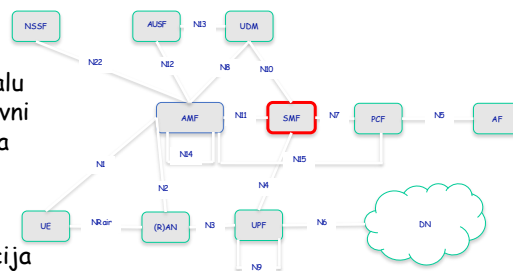 NSSF
AUSF
N13
UDM
N22
N12
N8
N10
alu
vni
a
AMF
N11
SMF
N7
PCF
N5
AF
N14
N15
N1
N2
N4
UE
NRair
(R)AN
N3
UPF
N6
DN
cija
N9